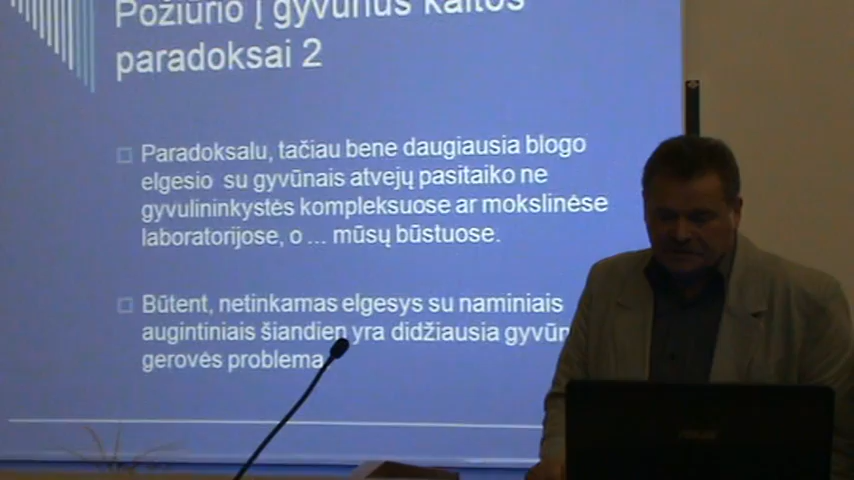 Požiūrio į gyvūnus kaitos
paradoksai 2
Paradoksalu, tačiau bene daugiausia blogo
elgesio su gyvūnais atvejų pasitaiko ne
gyvulininkystės kompleksuose ar mokslinėse
laboratorijose, o ... mūsų būstuose.
Būtent, netinkamas elgesys su naminiais
augintiniais šiandien yra didžiausia
gerovės problema